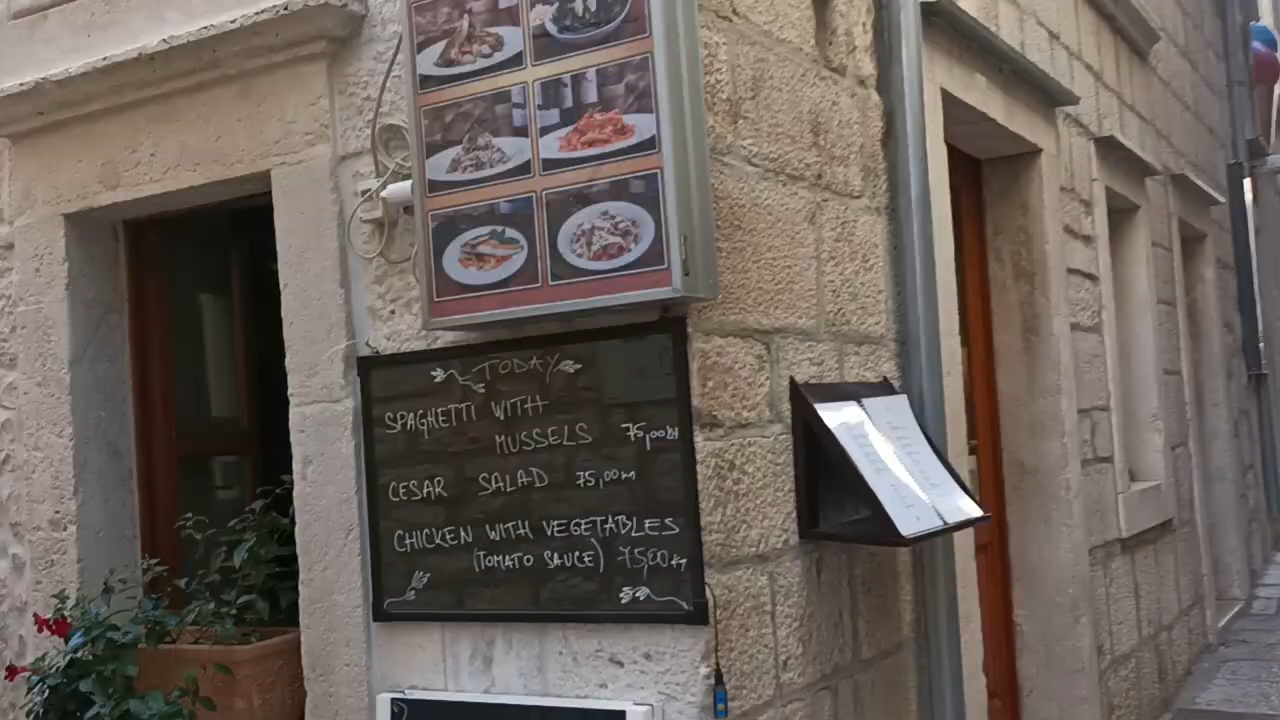 TODAY
SPAGHETTI WITH
MUSSELS 75,00kn
CESAR SALAD 75,00kn
CHICKEN WITH VEGETABLES
(TOMATO SAUCE) 75,00kn